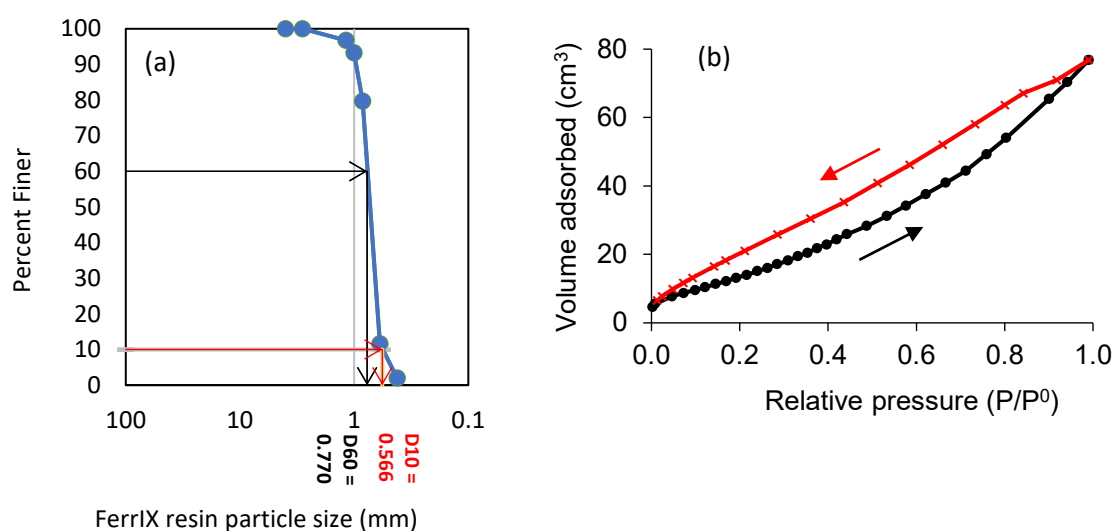 (a)
Percent Finer
100
90
80
70
60
50
40
30
20
10
0
100 10 1 0.1
D60 =
0.770
D10 =
0.566
FerrIX resin particle size (mm)
(b)
Volume adsorbed (cm³)
80
60
40
20
0
0.0 0.2 0.4 0.6 0.8 1.0
Relative pressure (P/P⁰)